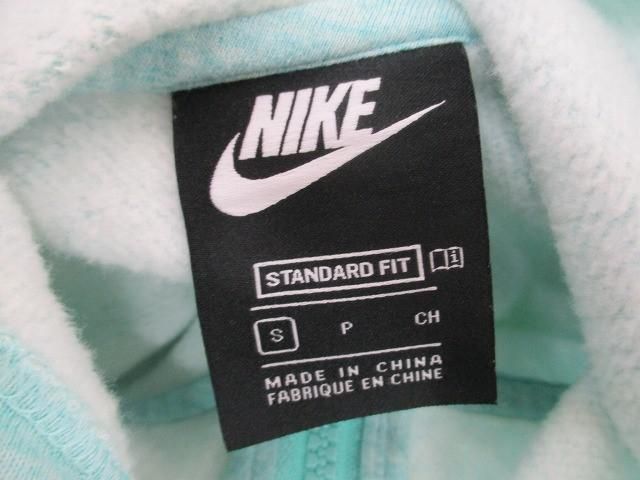 NIKE
STANDARD FIT i
S P CH
MADE IN CHINA
FABRIQUE EN CHINE